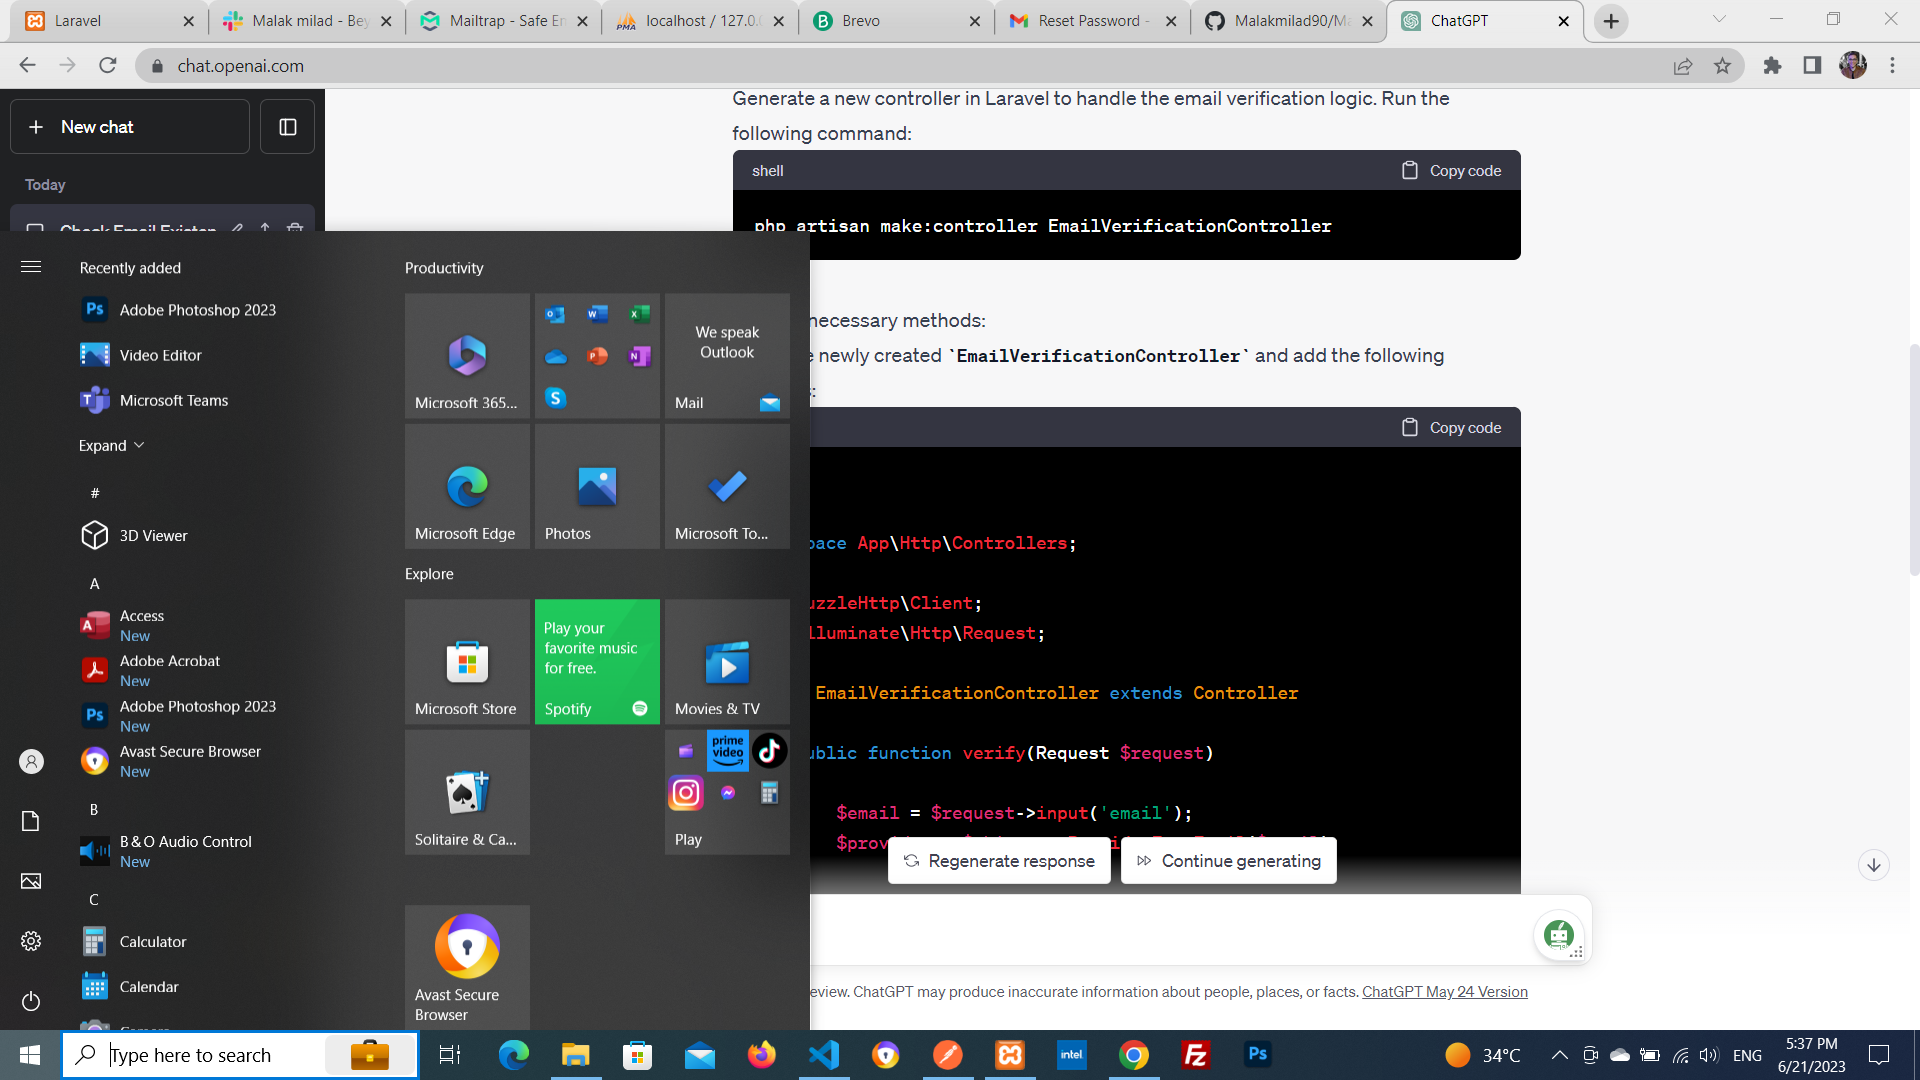 Laravel
Malak milad - Bey
Mailtrap - Safe En
localhost / 127.0.0
Brevo
Reset Password -
Malakmilad90/Ma
ChatGPT
chat.openai.com
New chat
Today
Check Email Existen
Generate a new controller in Laravel to handle the email verification logic. Run the
following command:
shell
Copy code
php artisan make:controller EmailVerificationController
necessary methods:
newly created `EmailVerificationController` and add the following
Copy code
pace App\Http\Controllers;
uzzleHttp\Client;
lluminate\Http\Request;
EmailVerificationController extends Controller
ublic function verify(Request $request)
$email = $request->input('email');
Regenerate response
Continue generating
eview. ChatGPT may produce inaccurate information about people, places, or facts. ChatGPT May 24 Version
Recently added
Adobe Photoshop 2023
Video Editor
Microsoft Teams
Expand
#
3D Viewer
A
Access
New
Adobe Acrobat
New
Adobe Photoshop 2023
New
Avast Secure Browser
New
B
B&O Audio Control
New
C
Calculator
Calendar
Productivity
Microsoft 365...
We speak
Outlook
Mail
Microsoft Edge
Photos
Microsoft To...
Explore
Microsoft Store
Play your
favorite music
for free.
Spotify
Movies & TV
Solitaire & Ca...
prime
video
Play
Avast Secure
Browser
Type here to search
intel
34°C
ENG
5:37 PM
6/21/2023